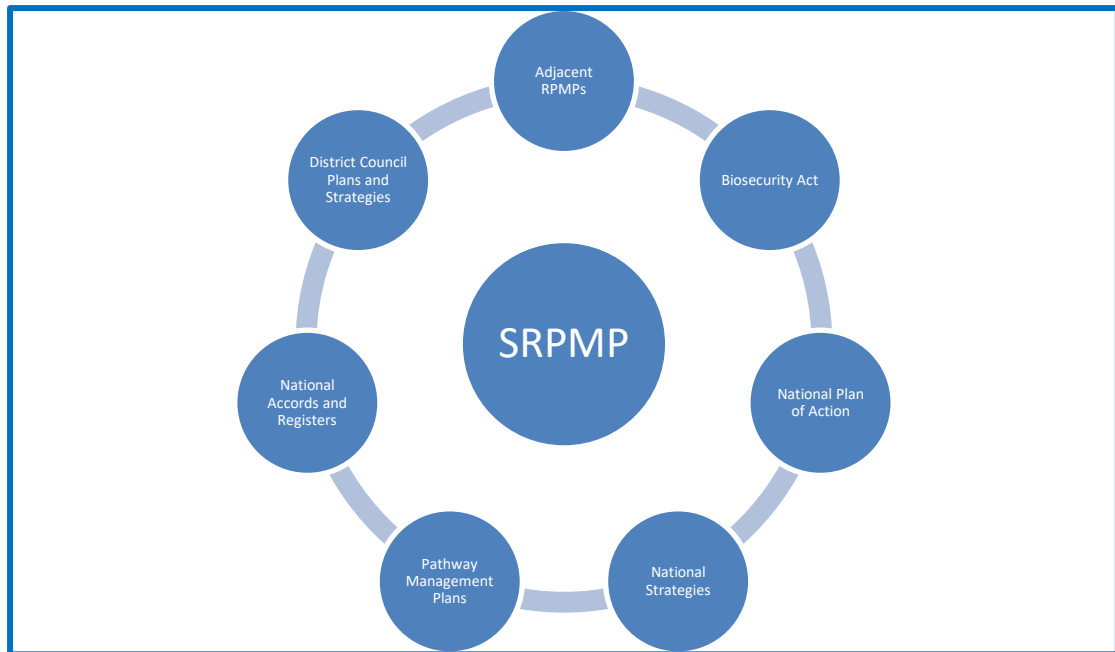 Adjacent
RPMPs
Biosecurity Act
National Plan
of Action
National
Strategies
Pathway
Management
Plans
National
Accords and
Registers
District Council
Plans and
Strategies
SRPMP